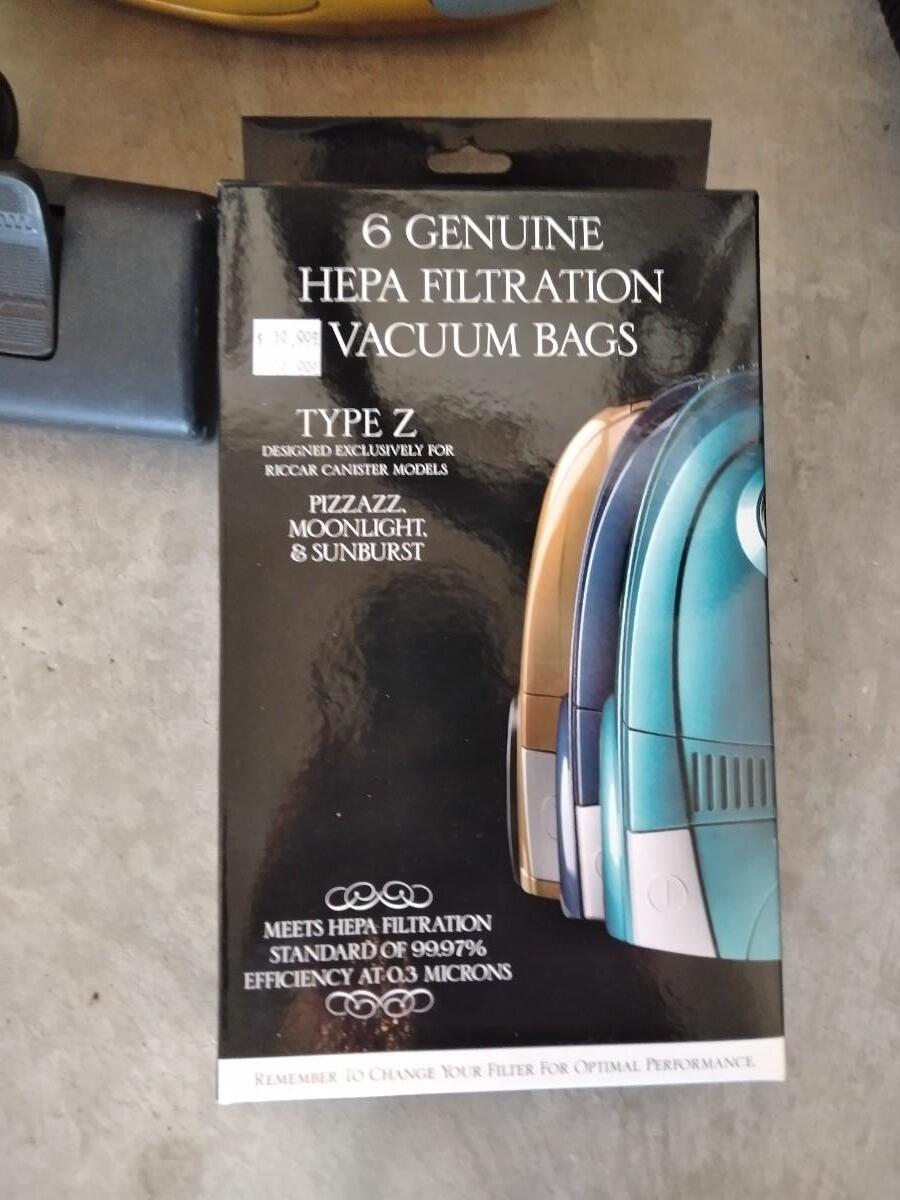 6 GENUINE
HEPA FILTRATION
VACUUM BAGS
TYPE Z
DESIGNED EXCLUSIVELY FOR
RICCAR CANISTER MODELS
PIZZAZZ,
MOONLIGHT,
& SUNBURST
MEETS HEPA FILTRATION
STANDARD OF 99.97%
EFFICIENCY AT 0.3 MICRONS
REMEMBER TO CHANGE YOUR FILTER FOR OPTIMAL PERFORMANCE.